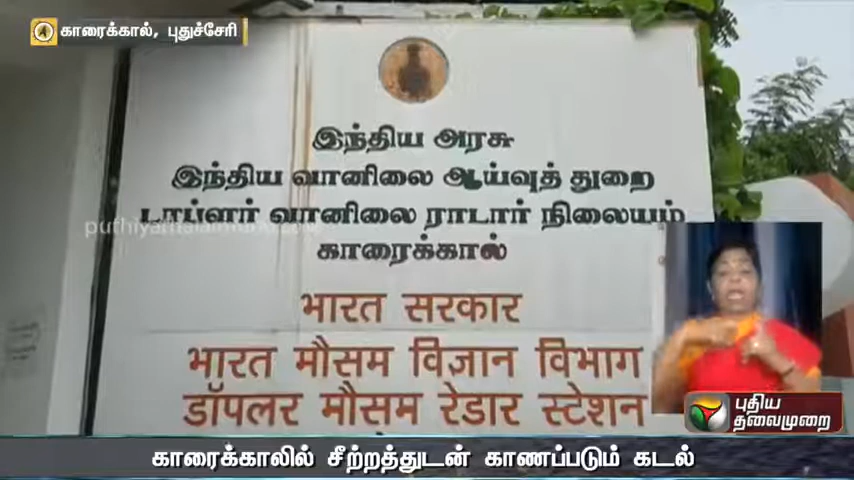 காரைக்கால், புதுச்சேரி
இந்திய அரசு
இந்திய வானிலை ஆய்வுத் துறை
டாப்ளர் வானிலை ராடார் நிலையம்
காரைக்கால்
भारत सरकार
भारत मौसम विज्ञान विभाग
डॉपलर मौसम रेडार स्टेशन
புதிய
தலைமுறை
காரைக்காலில் சீற்றத்துடன் காணப்படும் கடல்